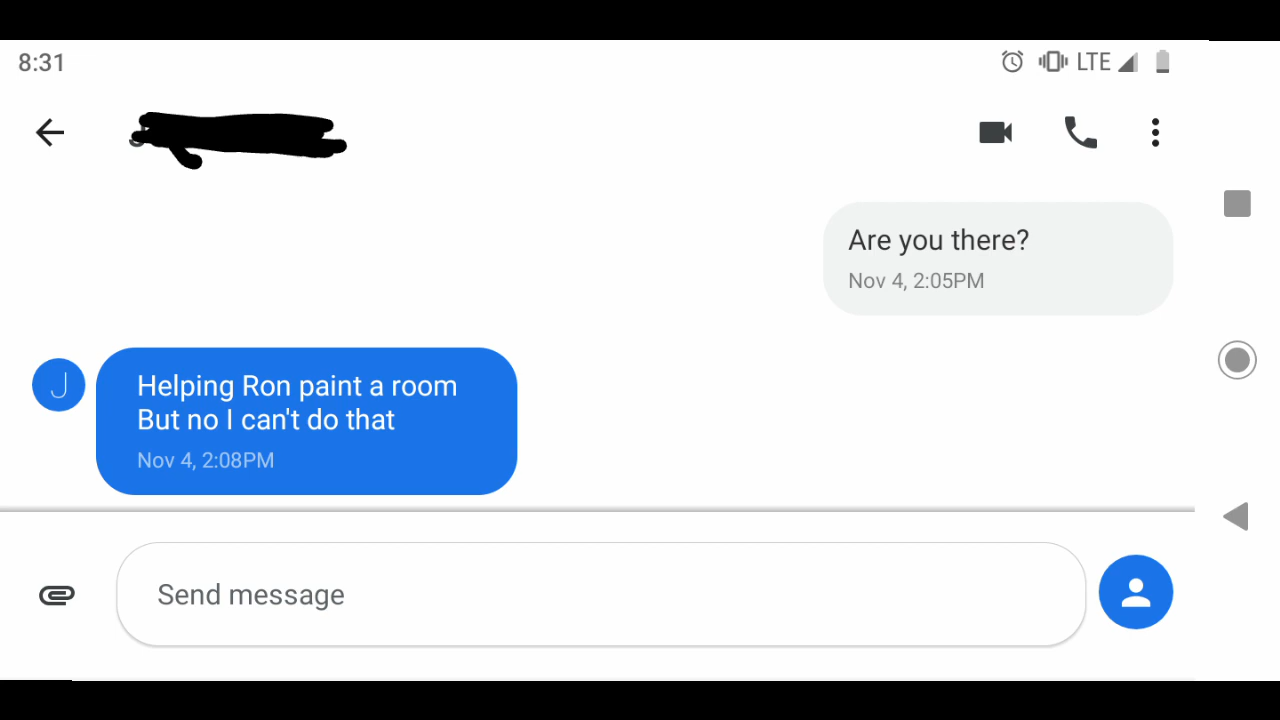 8:31
LTE
Are you there?
Nov 4, 2:05PM
J
Helping Ron paint a room
But no I can't do that
Nov 4, 2:08PM
Send message